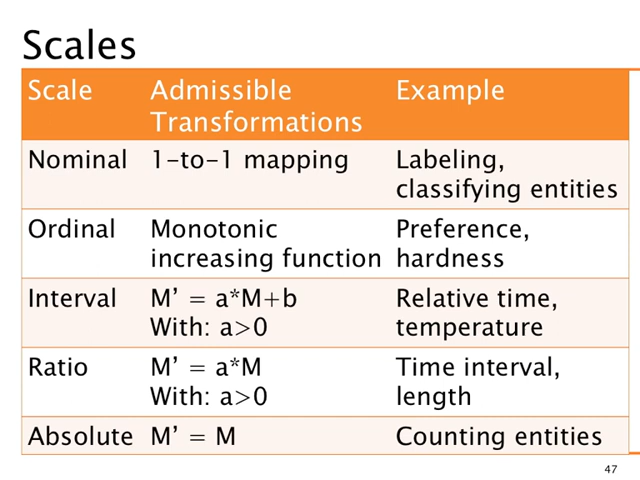 Scales
Scale Admissible Transformations Example
Nominal 1-to-1 mapping Labeling, classifying entities
Ordinal Monotonic increasing function Preference, hardness
Interval M’ = a*M+b With: a>0 Relative time, temperature
Ratio M’ = a*M With: a>0 Time interval, length
Absolute M’ = M Counting entities
47